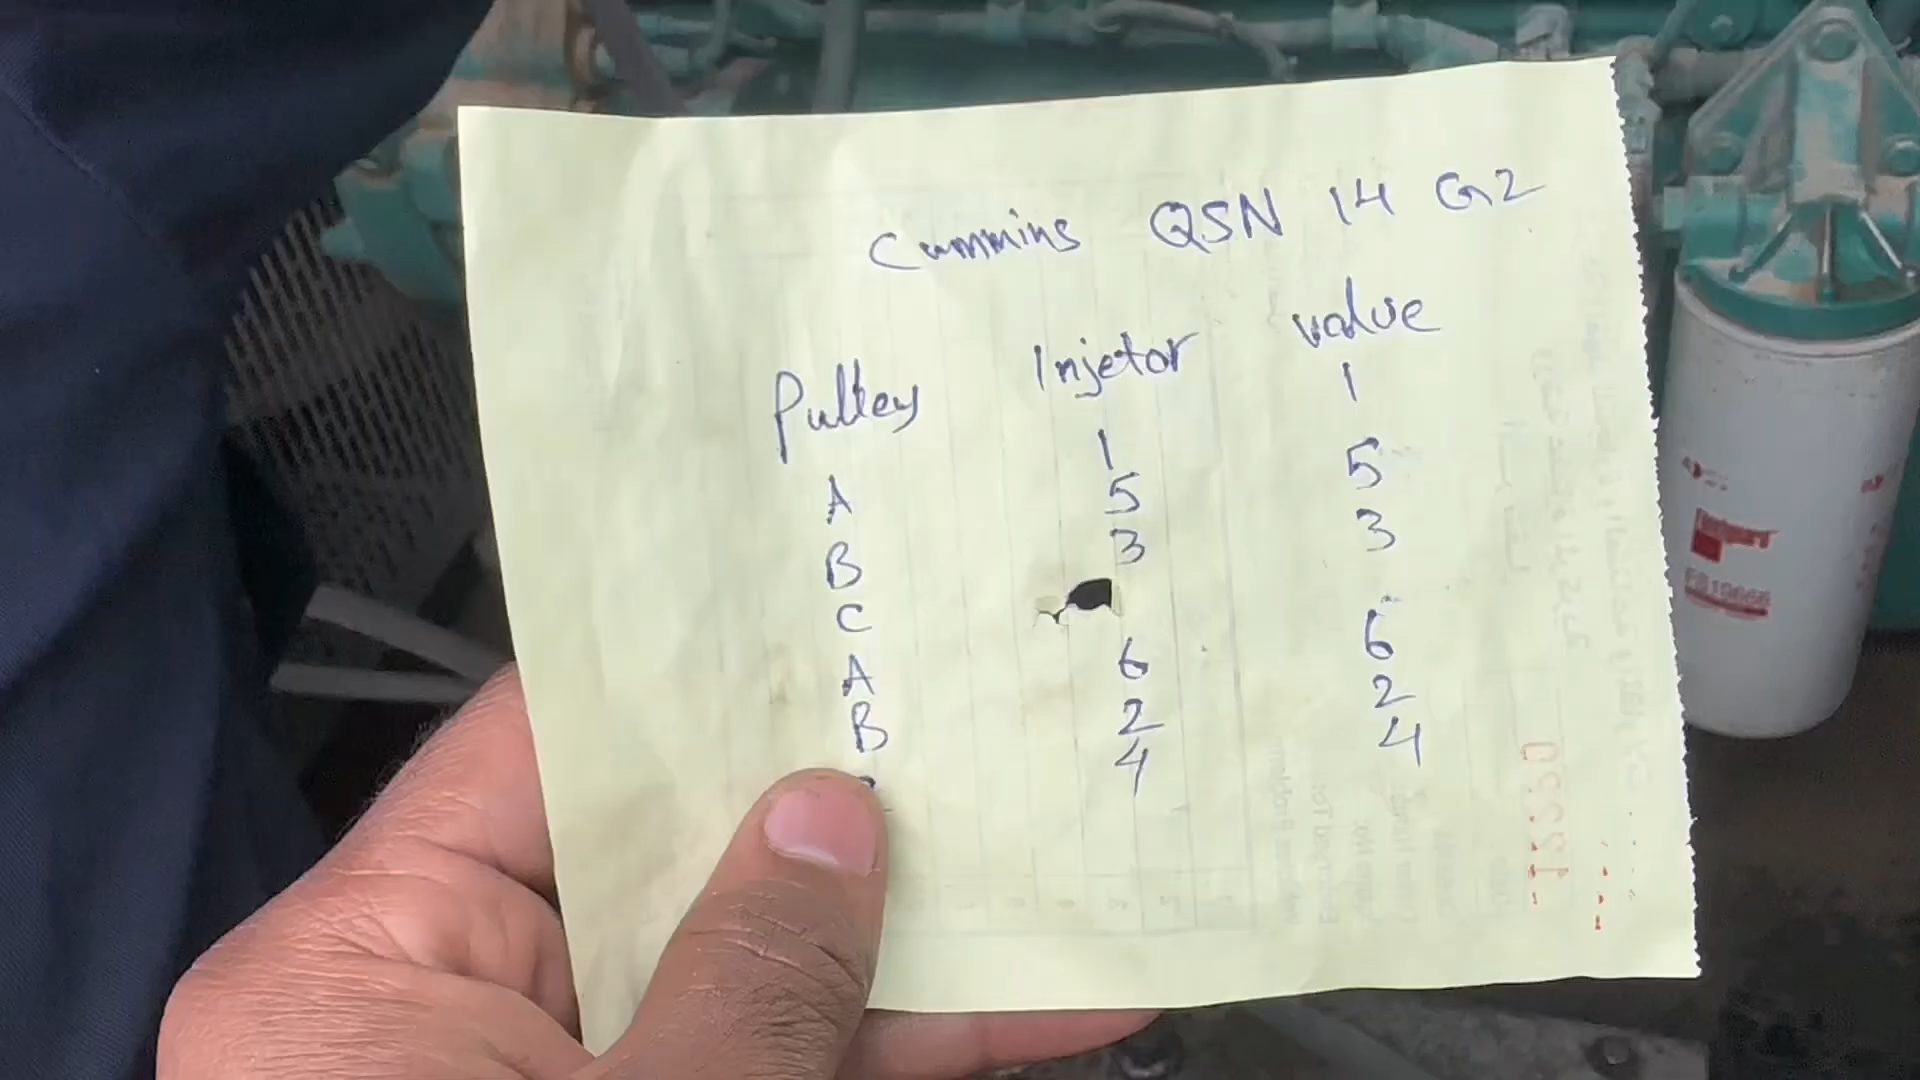 Cummins QSN 14 G2
Pulley Injetor value
A 1 1
B 5 5
C 3 3
A 6 6
B 2 2
4 4